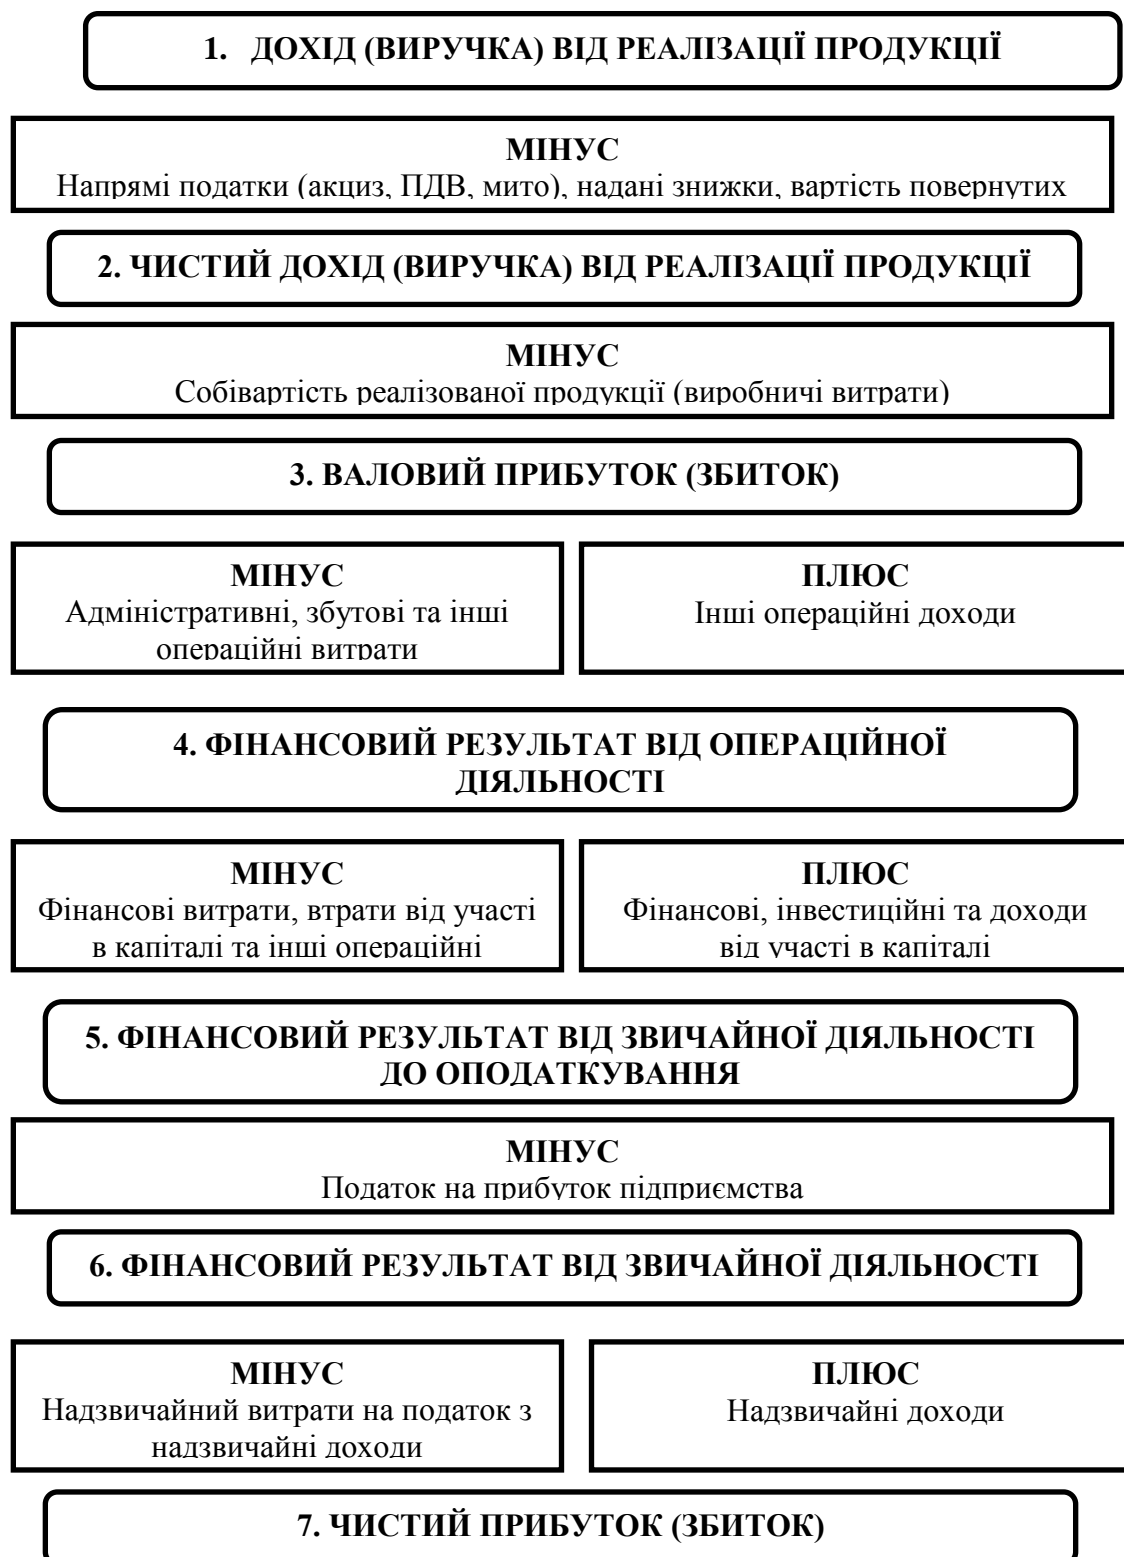 1. ДОХІД (ВИРУЧКА) ВІД РЕАЛІЗАЦІЇ ПРОДУКЦІЇ
МІНУС
Напрямі податки (акциз, ПДВ, мито), надані знижки, вартість повернутих
2. ЧИСТИЙ ДОХІД (ВИРУЧКА) ВІД РЕАЛІЗАЦІЇ ПРОДУКЦІЇ
МІНУС
Собівартість реалізованої продукції (виробничі витрати)
3. ВАЛОВИЙ ПРИБУТОК (ЗБИТОК)
МІНУС
Адміністративні, збутові та інші
операційні витрати
ПЛЮС
Інші операційні доходи
4. ФІНАНСОВИЙ РЕЗУЛЬТАТ ВІД ОПЕРАЦІЙНОЇ
ДІЯЛЬНОСТІ
МІНУС
Фінансові витрати, втрати від участі
в капіталі та інші операційні
ПЛЮС
Фінансові, інвестиційні та доходи
від участі в капіталі
5. ФІНАНСОВИЙ РЕЗУЛЬТАТ ВІД ЗВИЧАЙНОЇ ДІЯЛЬНОСТІ
ДО ОПОДАТКУВАННЯ
МІНУС
Податок на прибуток підприємства
6. ФІНАНСОВИЙ РЕЗУЛЬТАТ ВІД ЗВИЧАЙНОЇ ДІЯЛЬНОСТІ
МІНУС
Надзвичайний витрати на податок з
надзвичайні доходи
ПЛЮС
Надзвичайні доходи
7. ЧИСТИЙ ПРИБУТОК (ЗБИТОК)